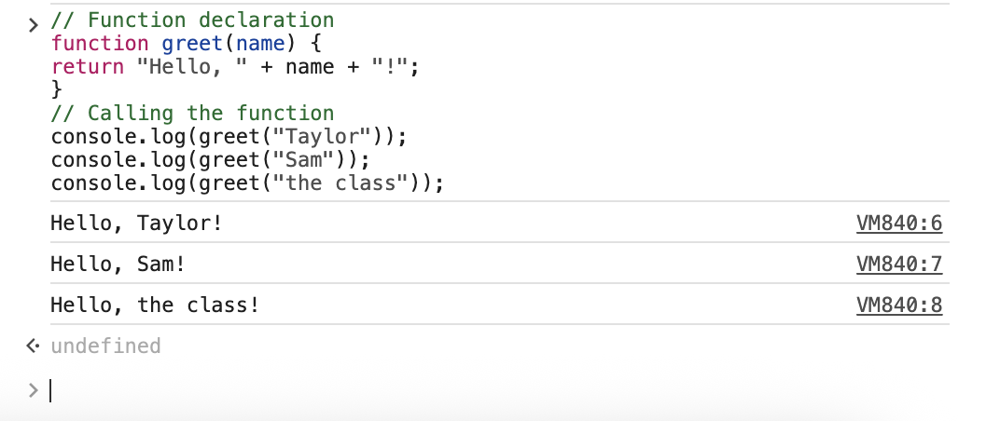 // Function declaration
function greet(name) {
return "Hello, " + name + "!";
}
// Calling the function
console.log(greet("Taylor"));
console.log(greet("Sam"));
console.log(greet("the class"));
Hello, Taylor! VM840:6
Hello, Sam! VM840:7
Hello, the class! VM840:8
undefined